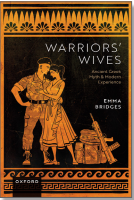 WARRIORS'
WIVES
Ancient Greek
Myth & Modern
Experience
EMMA
BRIDGES
OXFORD